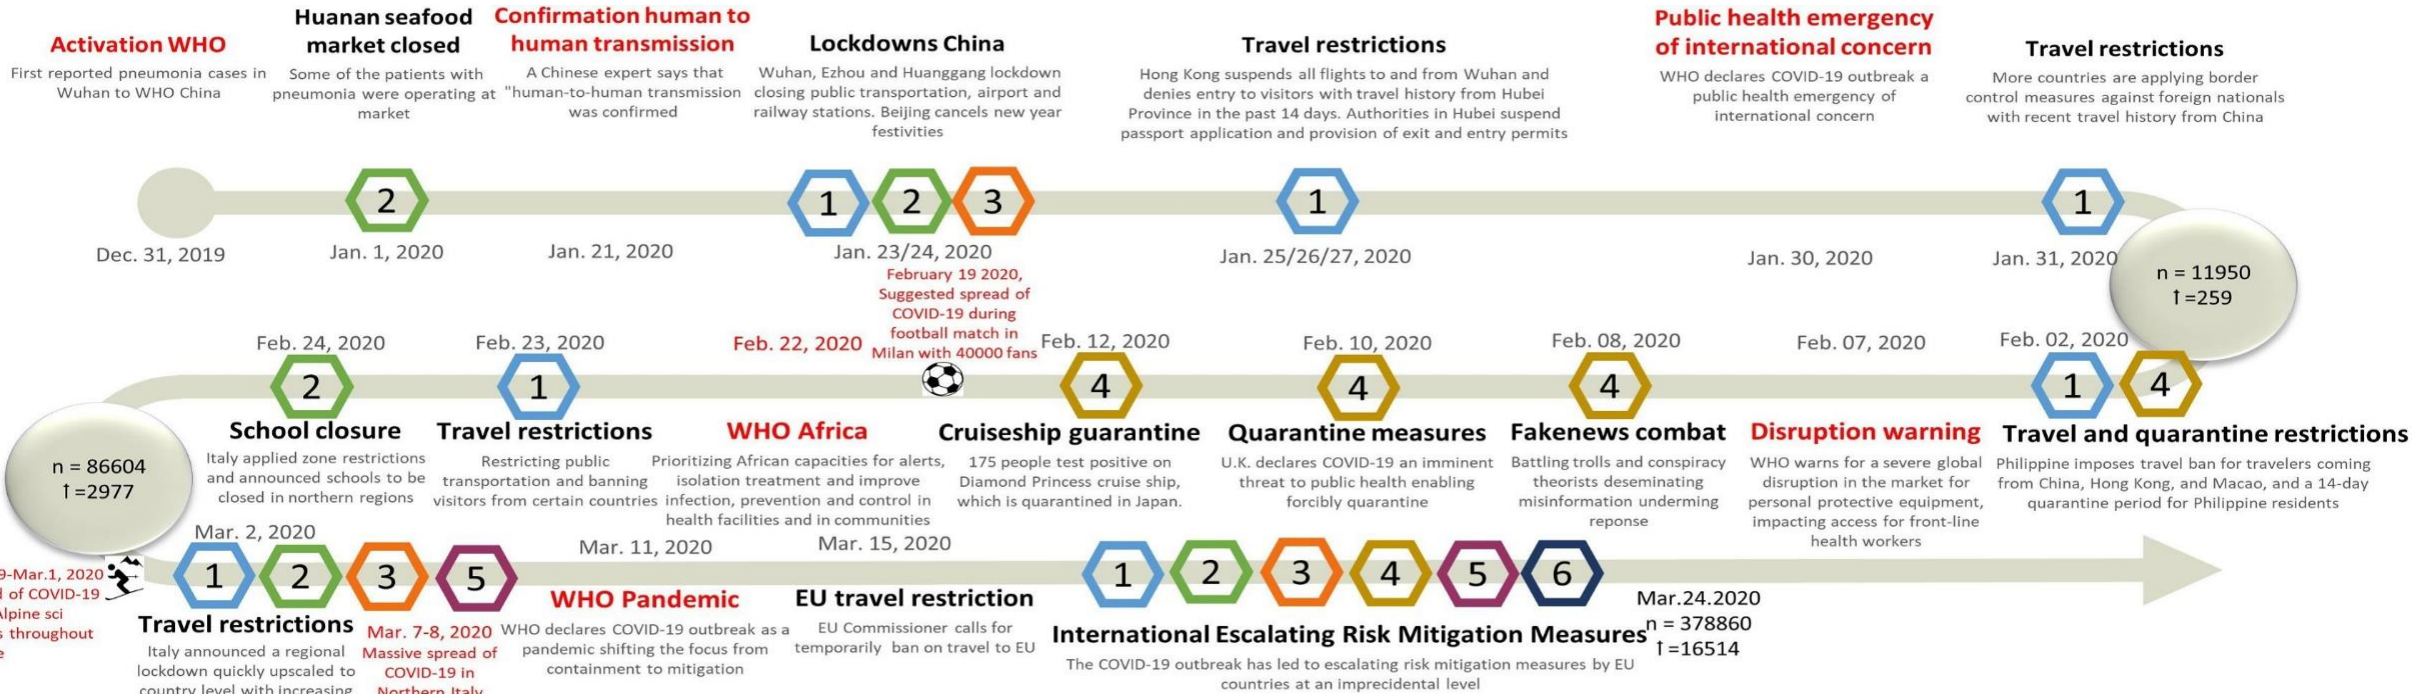 Activation WHO
First reported pneumonia cases in
Wuhan to WHO China
Dec. 31, 2019
Huanan seafood
market closed
Some of the patients with
pneumonia were operating at
market
2
Jan. 1, 2020
Confirmation human to
human transmission
A Chinese expert says that
"human-to-human transmission
was confirmed
Jan. 21, 2020
Lockdowns China
Wuhan, Ezhou and Huanggang lockdown
closing public transportation, airport and
railway stations. Beijing cancels new year
festivities
1 2 3
Jan. 23/24, 2020
Travel restrictions
Hong Kong suspends all flights to and from Wuhan and
denies entry to visitors with travel history from Hubei
Province in the past 14 days. Authorities in Hubei suspend
passport application and provision of exit and entry permits
1
Jan. 25/26/27, 2020
Public health emergency
of international concern
WHO declares COVID-19 outbreak a
public health emergency of
international concern
Jan. 30, 2020
Travel restrictions
More countries are applying border
control measures against foreign nationals
with recent travel history from China
1
Jan. 31, 2020
n = 11950
↑=259
Feb. 02, 2020
1 4
Travel and quarantine restrictions
Philippine imposes travel ban for travelers coming
from China, Hong Kong, and Macao, and a 14-day
quarantine period for Philippine residents
Feb. 07, 2020
Disruption warning
WHO warns for a severe global
disruption in the market for
personal protective equipment,
impacting access for front-line
health workers
Feb. 08, 2020
4
Fakenews combat
Battling trolls and conspiracy
theorists deseminating
misinformation underming
reponse
Feb. 10, 2020
4
Quarantine measures
U.K. declares COVID-19 an imminent
threat to public health enabling
forcibly quarantine
Feb. 12, 2020
4
Cruiseship guarantine
175 people test positive on
Diamond Princess cruise ship,
which is quarantined in Japan.
February 19 2020,
Suggested spread of
COVID-19 during
football match in
Milan with 40000 fans
Feb. 22, 2020
WHO Africa
Prioritizing African capacities for alerts,
isolation treatment and improve
infection, prevention and control in
health facilities and in communities
Feb. 23, 2020
1
Travel restrictions
Restricting public
transportation and banning
visitors from certain countries
Feb. 24, 2020
2
School closure
Italy applied zone restrictions
and announced schools to be
closed in northern regions
n = 86604
↑=2977
9-Mar.1, 2020
of COVID-19
sci
throughout
Mar. 2, 2020
1 2 3 5
Travel restrictions
Italy announced a regional
lockdown quickly upscaled to
country level with increasing
Mar. 7-8, 2020
Massive spread of
COVID-19 in
Northern Italy
Mar. 11, 2020
WHO Pandemic
WHO declares COVID-19 outbreak as a
pandemic shifting the focus from
containment to mitigation
Mar. 15, 2020
EU travel restriction
EU Commissioner calls for
temporarily ban on travel to EU
1 2 3 4 5 6
International Escalating Risk Mitigation Measures
The COVID-19 outbreak has led to escalating risk mitigation measures by EU
countries at an imprecidental level
Mar.24.2020
n = 378860
↑=16514